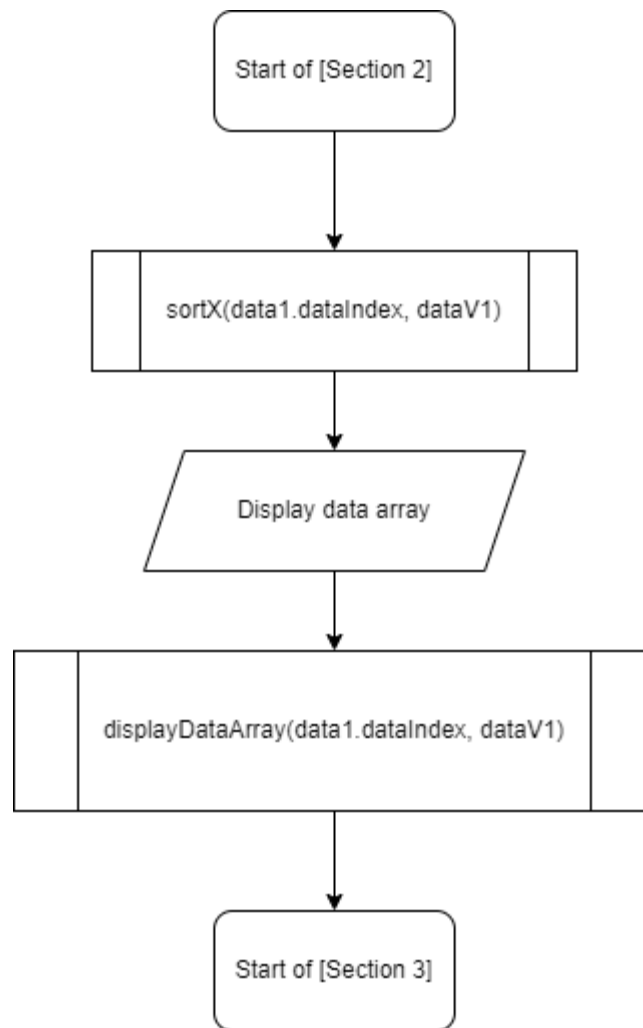 Start of [Section 2]
sortX(data1.dataIndex, dataV1)
Display data array
displayDataArray(data1.dataIndex, dataV1)
Start of [Section 3]